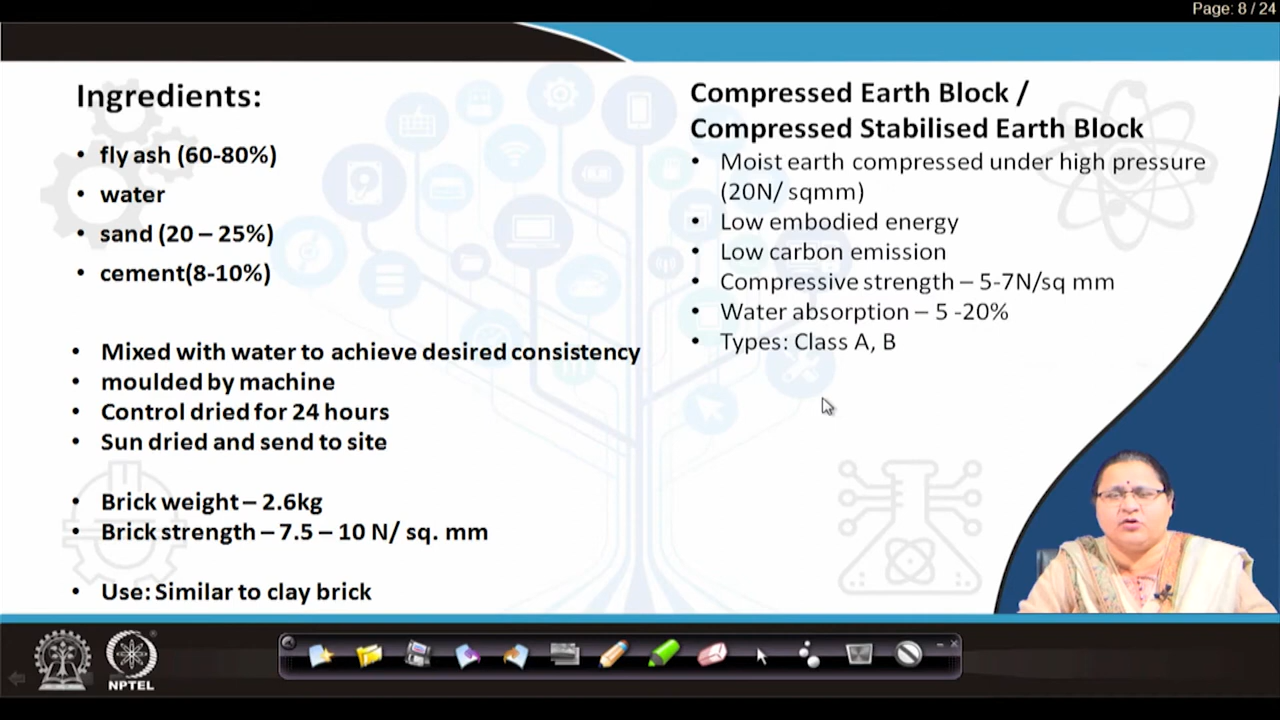 Page: 8 / 24
Ingredients:
• fly ash (60-80%)
• water
• sand (20 – 25%)
• cement(8-10%)
• Mixed with water to achieve desired consistency
• moulded by machine
• Control dried for 24 hours
• Sun dried and send to site
• Brick weight – 2.6kg
• Brick strength – 7.5 – 10 N/ sq. mm
• Use: Similar to clay brick
Compressed Earth Block /
Compressed Stabilised Earth Block
• Moist earth compressed under high pressure
(20N/ sqmm)
• Low embodied energy
• Low carbon emission
• Compressive strength – 5-7N/sq mm
• Water absorption – 5 -20%
• Types: Class A, B
NPTEL